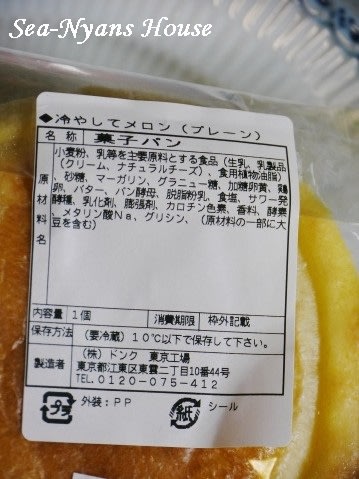 Sea-Nyans House
◆冷やしてメロン(プレーン)
名 称 菓子パン
原材料名
小麦粉、乳等を主要原料とする食品(生乳、乳製品
(クリーム、ナチュラルチーズ)、食用植物油脂
)、砂糖、マーガリン、グラニュー糖、加糖卵黄、鶏
卵、バター、パン酵母、脱脂粉乳、食塩、サワー発
酵種、乳化剤、膨張剤、カロチン色素、香料、酵素
、メタリン酸Na、グリシン、(原材料の一部に大
豆を含む)
内容量 1個 消費期限 枠外記載
保存方法 (要冷蔵)10℃以下で保存して下さい。
製造者 (株)ドンク 東京工場
東京都江東区東雲二丁目10番44号
TEL.0120-075-412
プラ 外装:PP 紙 シール